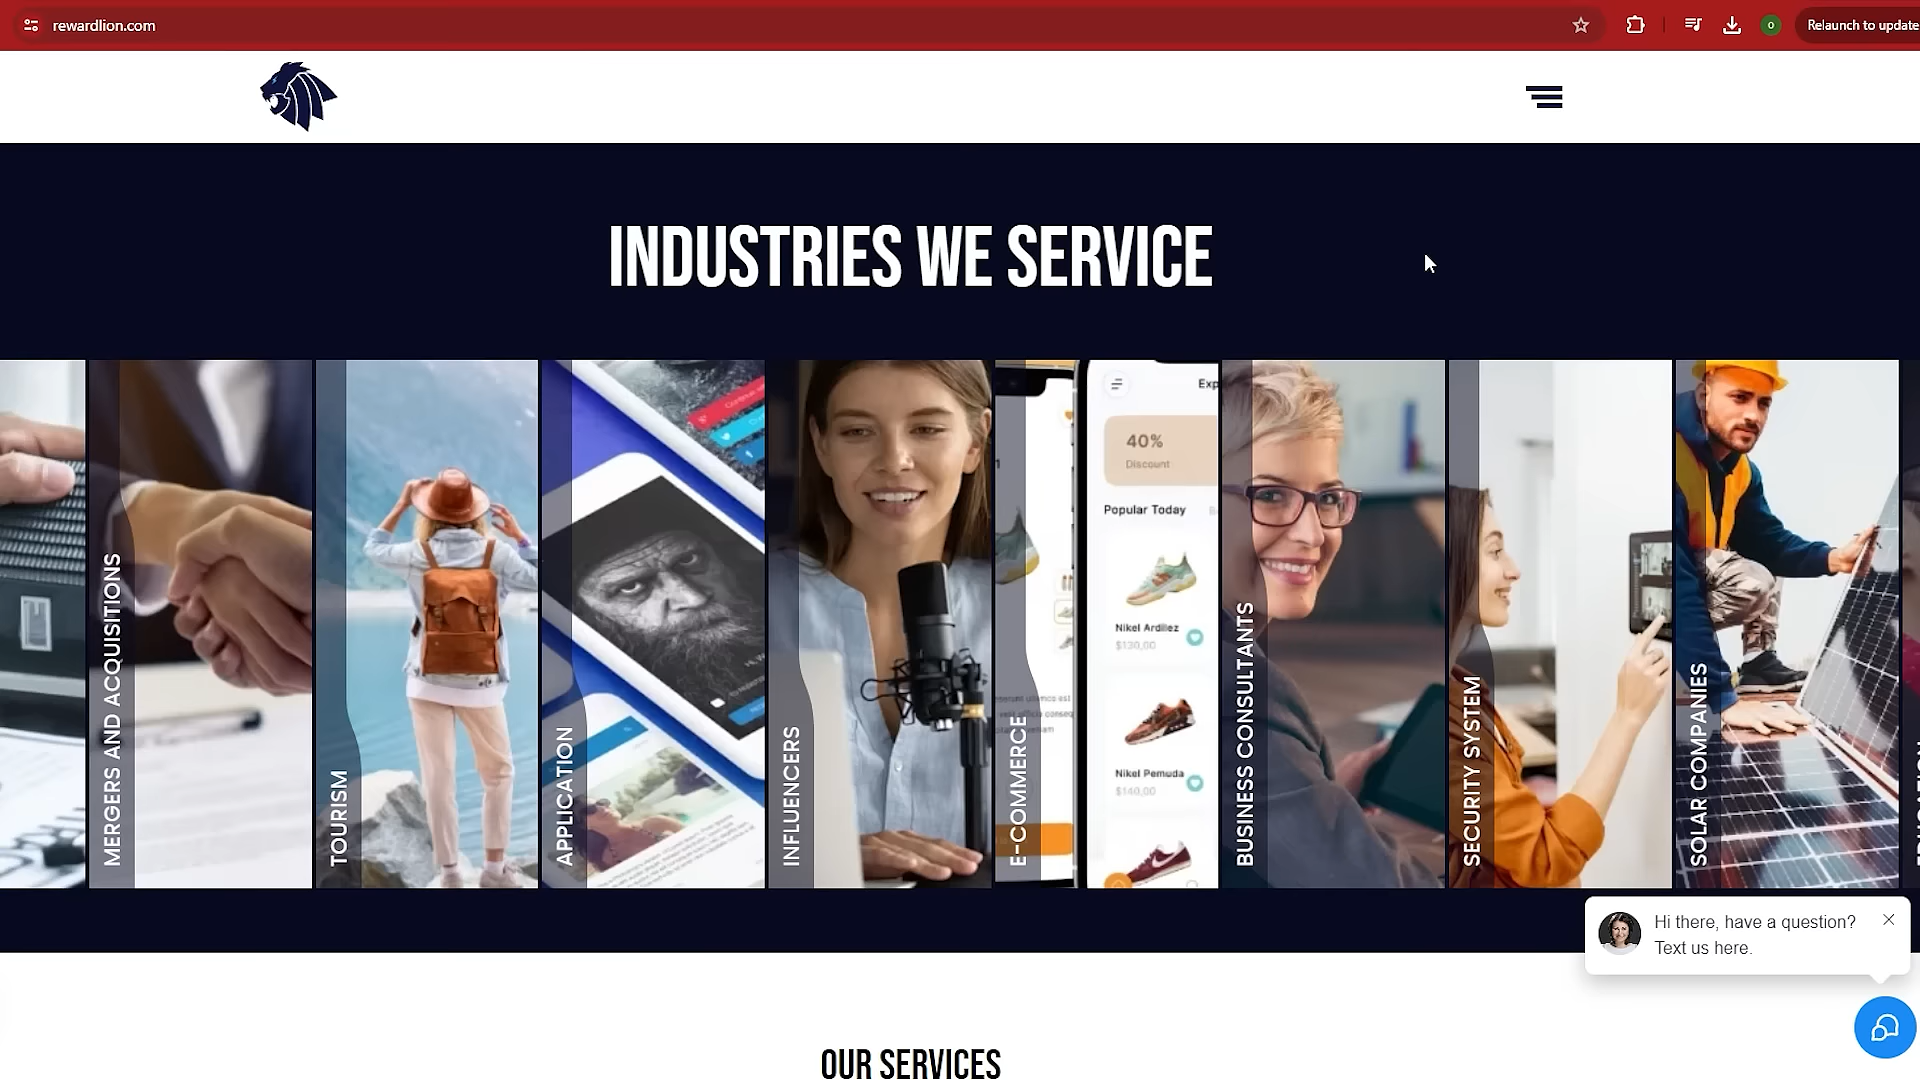 rewardlion.com
Relaunch to update
INDUSTRIES WE SERVICE
MERGERS AND ACQUISITIONS
TOURISM
APPLICATION
INFLUENCERS
E-COMMERCE
Exp
40%
Discount
Popular Today
Nikel Ardilez
$130,00
Nikel Pemuda
$140,00
BUSINESS CONSULTANTS
SECURITY SYSTEM
SOLAR COMPANIES
Hi there, have a question?
Text us here.
OUR SERVICES